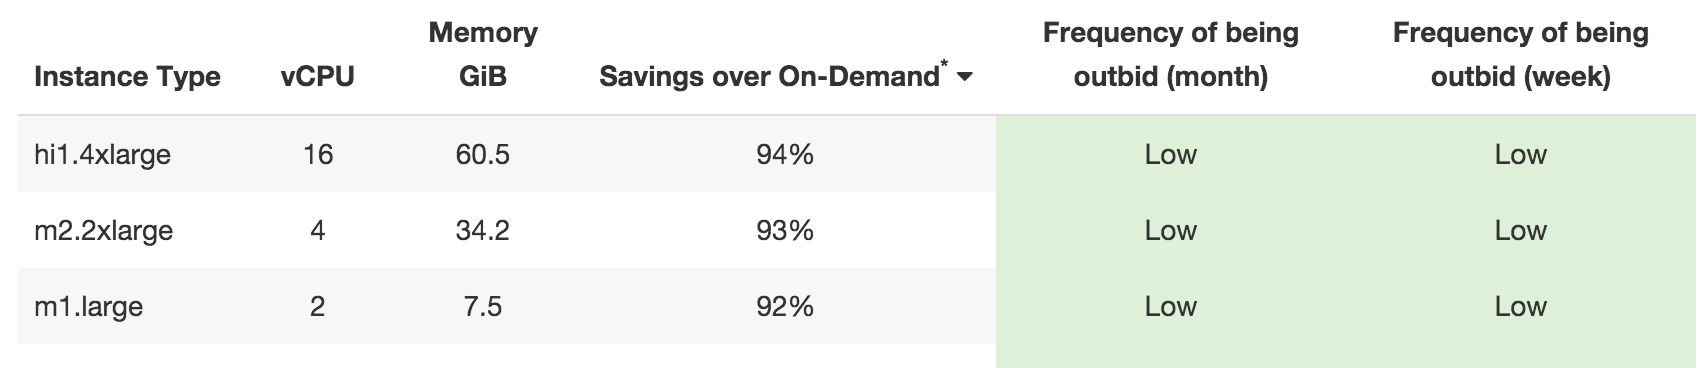 Instance Type vCPU Memory GiB Savings over On-Demand* Frequency of being outbid (month) Frequency of being outbid (week)
hi1.4xlarge 16 60.5 94% Low Low
m2.2xlarge 4 34.2 93% Low Low
m1.large 2 7.5 92% Low Low